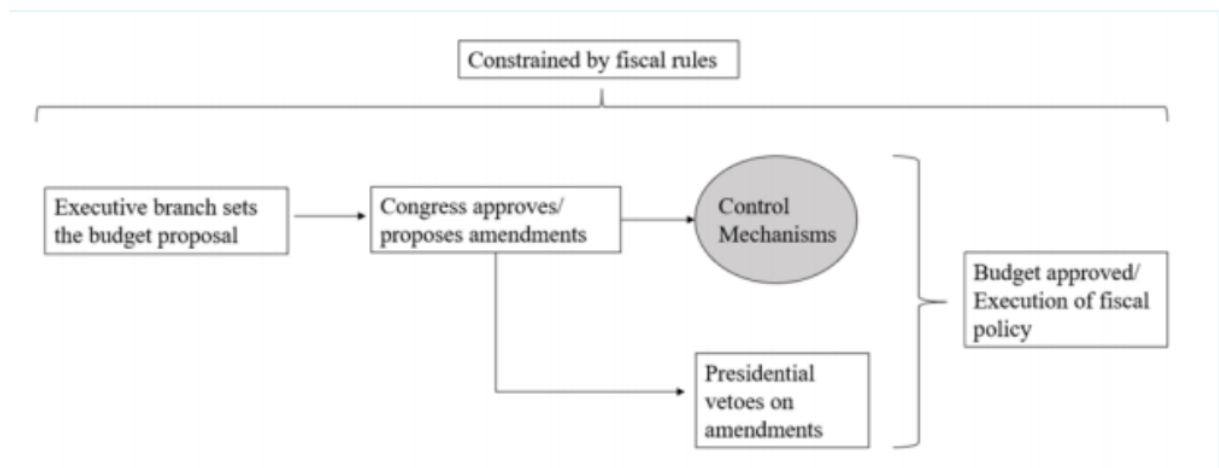 Constrained by fiscal rules
Executive branch sets
the budget proposal
Congress approves/
proposes amendments
Control
Mechanisms
Budget approved/
Execution of fiscal
policy
Presidential
vetoes on
amendments